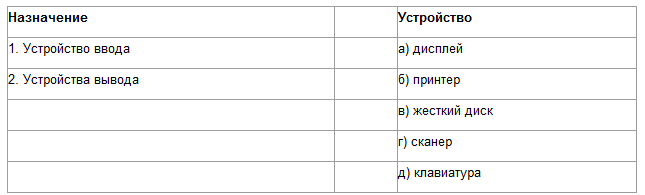 Назначение Устройство
1. Устройство ввода а) дисплей
2. Устройства вывода б) принтер
в) жесткий диск
г) сканер
д) клавиатура